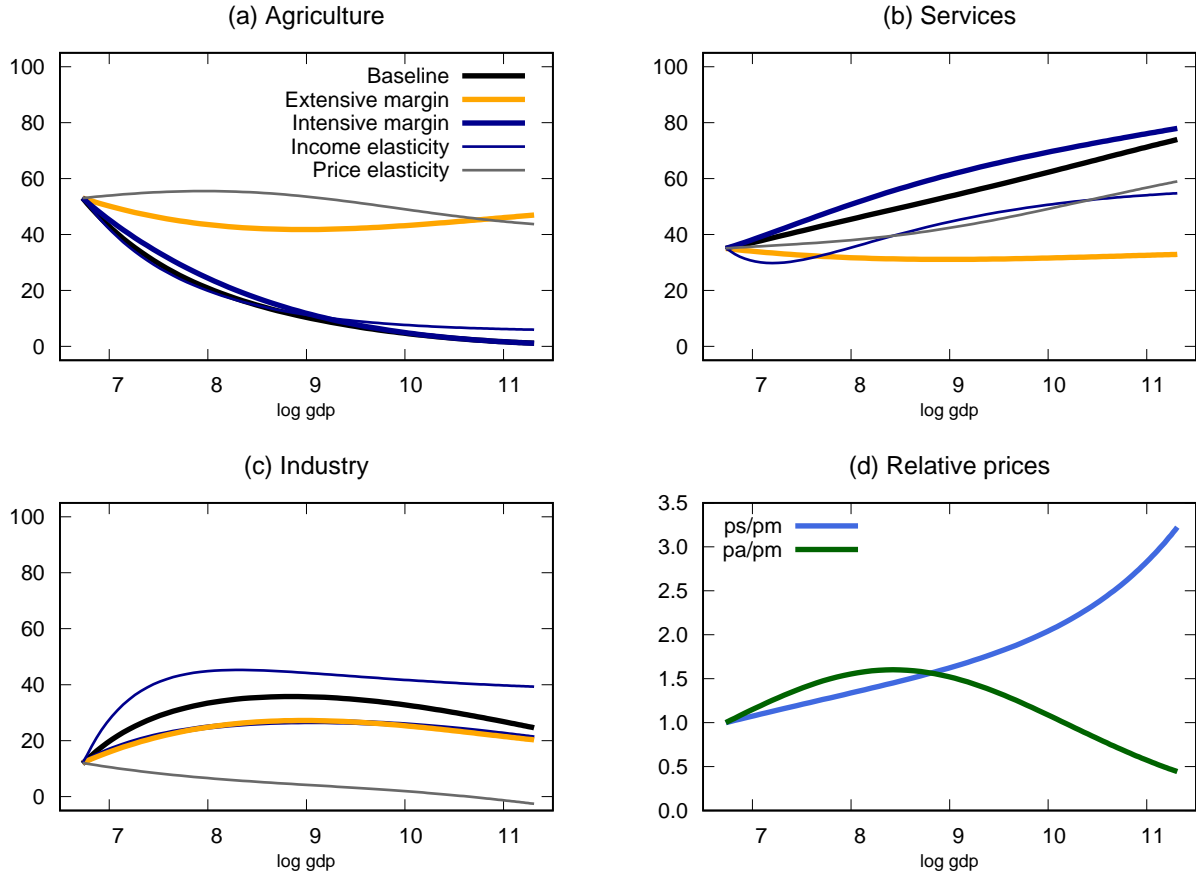 (a) Agriculture
100
80
60
40
20
0
Baseline
Extensive margin
Intensive margin
Income elasticity
Price elasticity
7 8 9 10 11
log gdp
(b) Services
100
80
60
40
20
0
7 8 9 10 11
log gdp
(c) Industry
100
80
60
40
20
0
7 8 9 10 11
log gdp
(d) Relative prices
3.5
3.0
2.5
2.0
1.5
1.0
0.5
0.0
ps/pm
pa/pm
7 8 9 10 11
log gdp